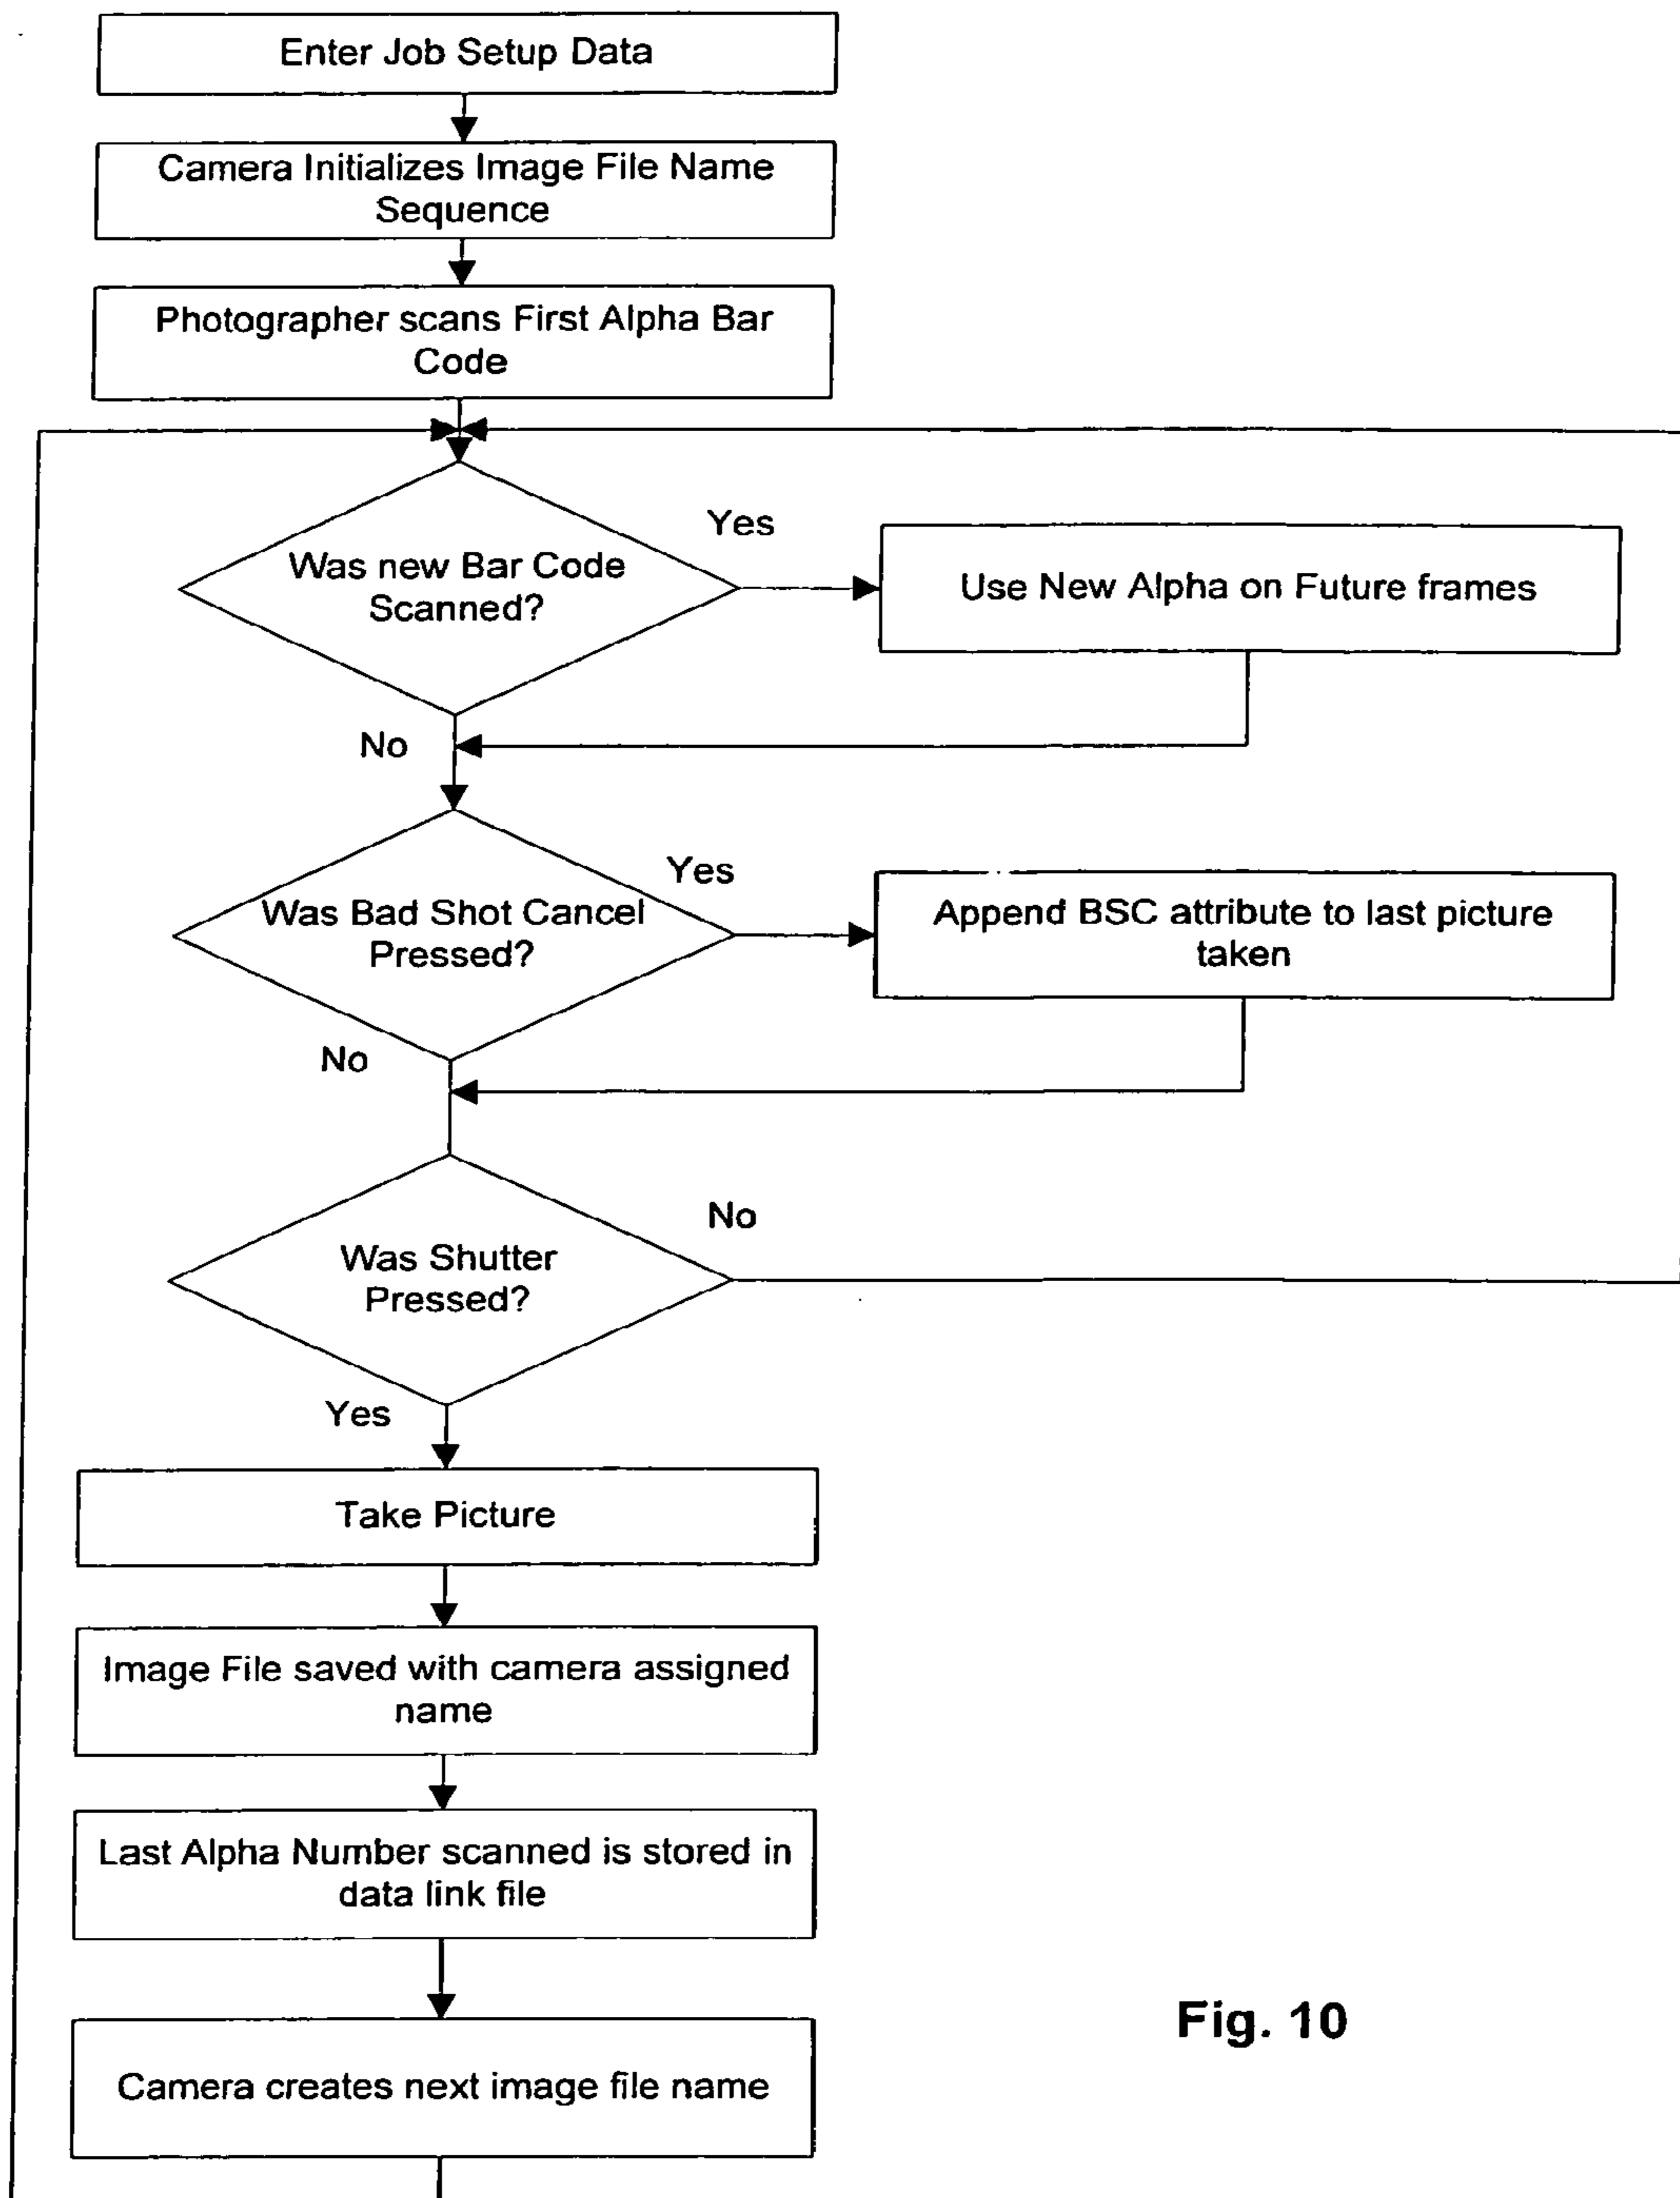 Enter Job Setup Data
Camera Initializes Image File Name
Sequence
Photographer scans First Alpha Bar
Code
Was new Bar Code
Scanned?
Yes
Use New Alpha on Future frames
No
Was Bad Shot Cancel
Pressed?
Yes
Append BSC attribute to last picture
taken
No
Was Shutter
Pressed?
No
Yes
Take Picture
Image File saved with camera assigned
name
Last Alpha Number scanned is stored in
data link file
Camera creates next image file name
Fig. 10